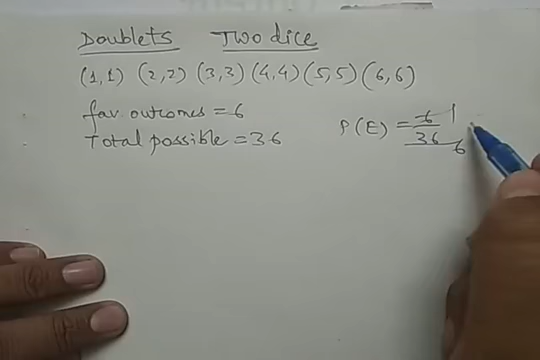 Doublets Two dice
(1,1) (2,2) (3,3) (4,4) (5,5) (6,6)
fav. outcomes = 6
Total possible = 36
P(E) = 6/36 1 6